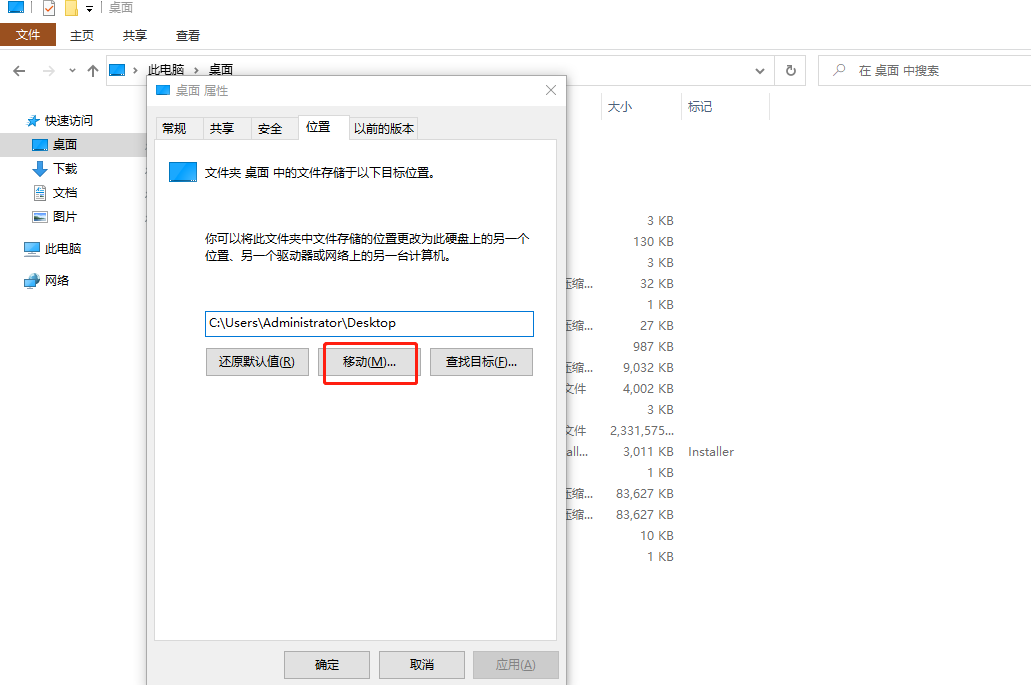 桌面
文件 主页 共享 查看
此电脑 桌面
在 桌面 中搜索
桌面 属性
大小 标记
快速访问
桌面
下载
文档
图片
此电脑
网络
常规 共享 安全 位置 以前的版本
文件夹 桌面 中的文件存储于以下目标位置。
你可以将此文件夹中文件存储的位置更改为此硬盘上的另一个
位置、另一个驱动器或网络上的另一台计算机。
C:\Users\Administrator\Desktop
还原默认值(R) 移动(M)... 查找目标(F)...
确定 取消 应用(A)
3 KB
130 KB
3 KB
压缩... 32 KB
1 KB
压缩... 27 KB
987 KB
压缩... 9,032 KB
文件 4,002 KB
3 KB
文件 2,331,575...
all... 3,011 KB Installer
1 KB
压缩... 83,627 KB
压缩... 83,627 KB
10 KB
1 KB